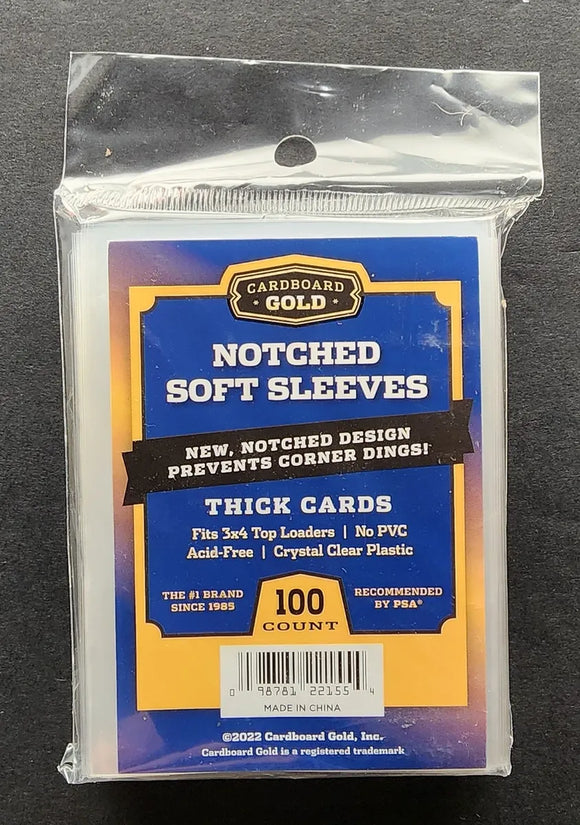 CARDBOARD
GOLD
NOTCHED
SOFT SLEEVES
NEW, NOTCHED DESIGN
PREVENTS CORNER DINGS!
THICK CARDS
Fits 3x4 Top Loaders | No PVC
Acid-Free | Crystal Clear Plastic
THE #1 BRAND
SINCE 1985
100
COUNT
RECOMMENDED
BY PSA®
0 98781 22155 4
MADE IN CHINA
©2022 Cardboard Gold, Inc.
Cardboard Gold is a registered trademark